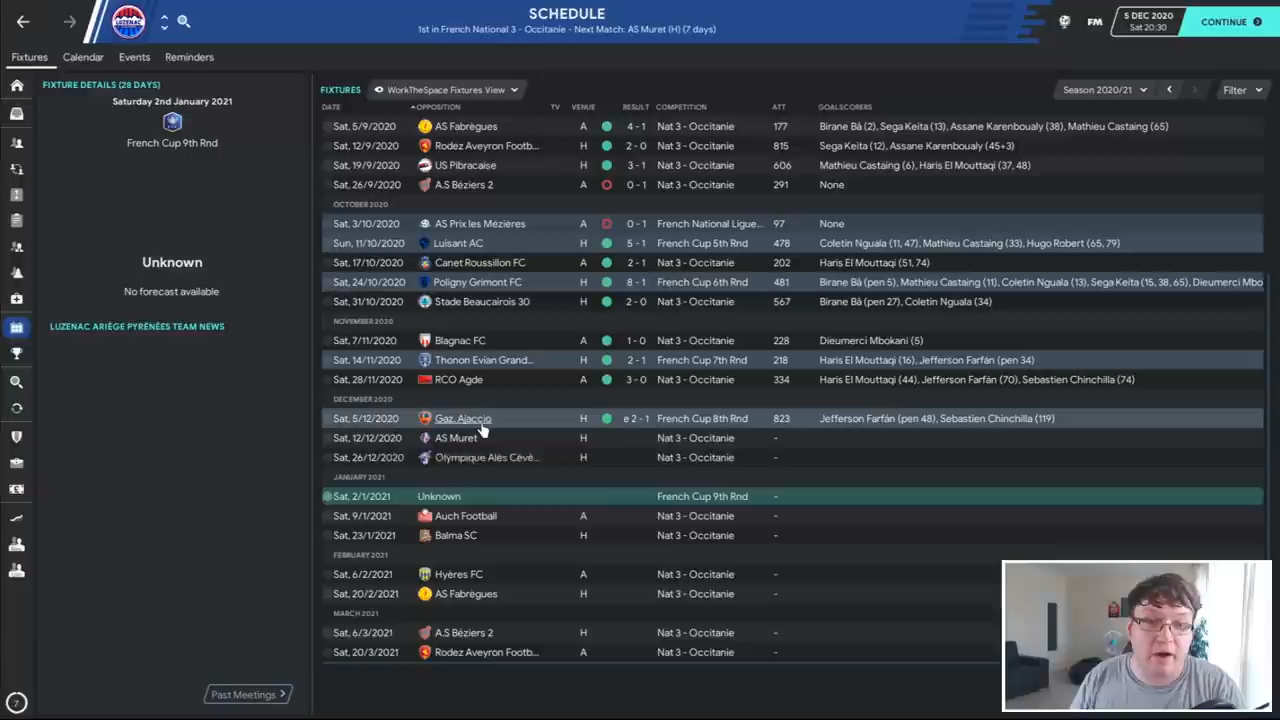 SCHEDULE
1st in French National 3 - Occitanie - Next Match: AS Muret (H) (7 days)
LUZENAC
FM
5 DEC 2020
Sat 20:30
CONTINUE
Fixtures Calendar Events Reminders
FIXTURE DETAILS (28 DAYS)
Saturday 2nd January 2021
French Cup 9th Rnd
Unknown
No forecast available
LUZENAC ARIÈGE PYRÉNÉES TEAM NEWS
Past Meetings
7
FIXTURES WorkTheSpace Fixtures View Season 2020/21 Filter
DATE OPPOSITION TV VENUE RESULT COMPETITION ATT GOALSCORERS
Sat, 5/9/2020 AS Fabrègues A 4 - 1 Nat 3 - Occitanie 177 Birane Bâ (2), Sega Keita (13), Assane Karenboualy (38), Mathieu Castaing (65)
Sat, 12/9/2020 Rodez Aveyron Footb... H 2 - 0 Nat 3 - Occitanie 815 Sega Keita (12), Assane Karenboualy (45+3)
Sat, 19/9/2020 US Pibracaise H 3 - 1 Nat 3 - Occitanie 606 Mathieu Castaing (6), Haris El Mouttaqi (37, 48)
Sat, 26/9/2020 A.S Béziers 2 A 0 - 1 Nat 3 - Occitanie 291 None
OCTOBER 2020
Sat, 3/10/2020 AS Prix les Mézières A 0 - 1 French National Ligue... 97 None
Sun, 11/10/2020 Luisant AC H 5 - 1 French Cup 5th Rnd 478 Coletin Nguala (11, 47), Mathieu Castaing (33), Hugo Robert (65, 79)
Sat, 17/10/2020 Canet Roussillon FC A 2 - 1 Nat 3 - Occitanie 202 Haris El Mouttaqi (51, 74)
Sat, 24/10/2020 Poligny Grimont FC H 8 - 1 French Cup 6th Rnd 481 Birane Bâ (pen 5), Mathieu Castaing (11), Coletin Nguala (13), Sega Keita (15, 38, 65), Dieumerci Mbo
Sat, 31/10/2020 Stade Beaucairois 30 H 2 - 0 Nat 3 - Occitanie 567 Birane Bâ (pen 27), Coletin Nguala (34)
NOVEMBER 2020
Sat, 7/11/2020 Blagnac FC A 1 - 0 Nat 3 - Occitanie 228 Dieumerci Mbokani (5)
Sat, 14/11/2020 Thonon Evian Grand... H 2 - 1 French Cup 7th Rnd 218 Haris El Mouttaqi (16), Jefferson Farfán (pen 34)
Sat, 28/11/2020 RCO Agde A 3 - 0 Nat 3 - Occitanie 334 Haris El Mouttaqi (44), Jefferson Farfán (70), Sebastien Chinchilla (74)
DECEMBER 2020
Sat, 5/12/2020 Gaz. Ajaccio H e 2 - 1 French Cup 8th Rnd 823 Jefferson Farfán (pen 48), Sebastien Chinchilla (119)
Sat, 12/12/2020 AS Muret H Nat 3 - Occitanie -
Sat, 26/12/2020 Olympique Alès Cévè... H Nat 3 - Occitanie -
JANUARY 2021
Sat, 2/1/2021 Unknown French Cup 9th Rnd -
Sat, 9/1/2021 Auch Football A Nat 3 - Occitanie -
Sat, 23/1/2021 Balma SC H Nat 3 - Occitanie -
FEBRUARY 2021
Sat, 6/2/2021 Hyères FC A Nat 3 - Occitanie -
Sat, 20/2/2021 AS Fabrègues H Nat 3 - Occitanie -
MARCH 2021
Sat, 6/3/2021 A.S Béziers 2 H Nat 3 - Occitanie -
Sat, 20/3/2021 Rodez Aveyron Footb... A Nat 3 - Occitanie -